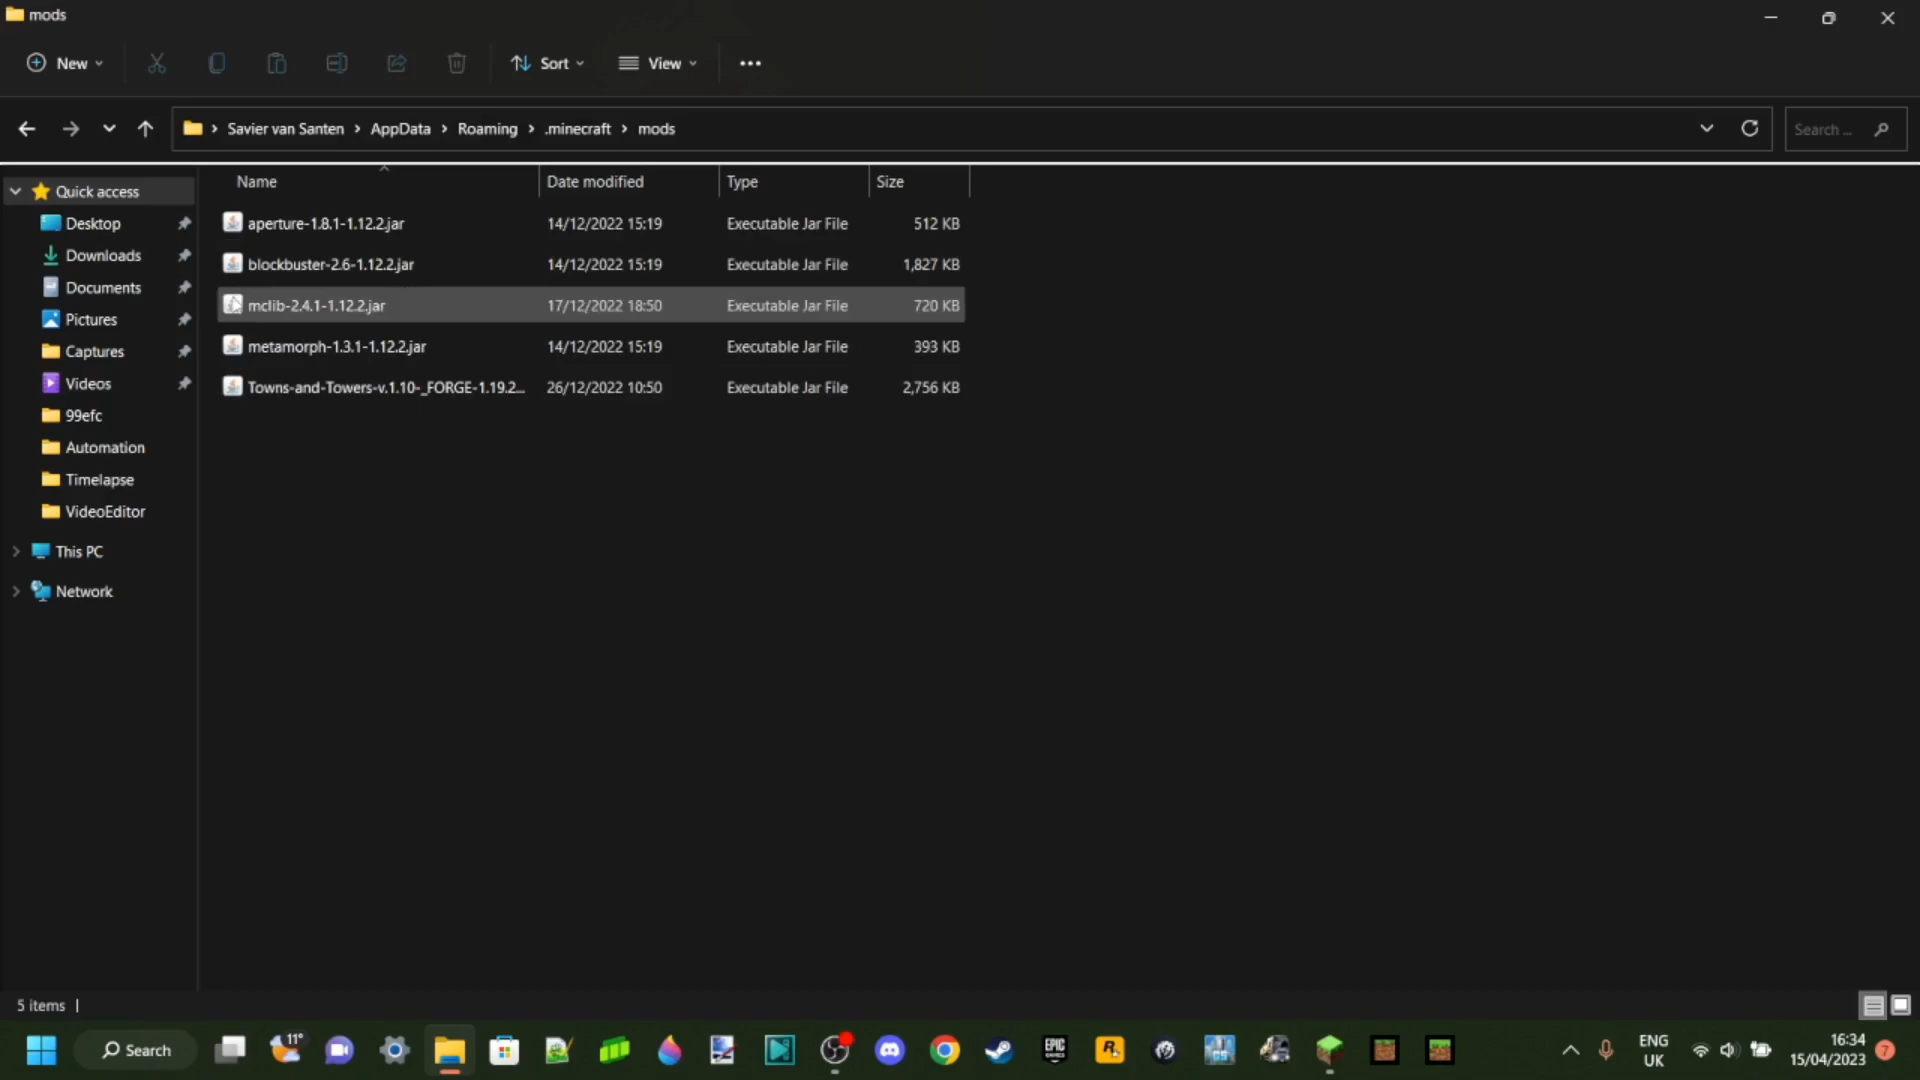 mods
New
Sort
View
Savier van Santen > AppData > Roaming > .minecraft > mods
Search ...
Name Date modified Type Size
Quick access
Desktop
Downloads
Documents
Pictures
Captures
Videos
99efc
Automation
Timelapse
VideoEditor
This PC
Network
aperture-1.8.1-1.12.2.jar 14/12/2022 15:19 Executable Jar File 512 KB
blockbuster-2.6-1.12.2.jar 14/12/2022 15:19 Executable Jar File 1,827 KB
mclib-2.4.1-1.12.2.jar 17/12/2022 18:50 Executable Jar File 720 KB
metamorph-1.3.1-1.12.2.jar 14/12/2022 15:19 Executable Jar File 393 KB
Towns-and-Towers-v.1.10-_FORGE-1.19.2... 26/12/2022 10:50 Executable Jar File 2,756 KB
5 items
Search
11°
EPIC GAMES
R
CS
ENG
UK
16:34
15/04/2023
7